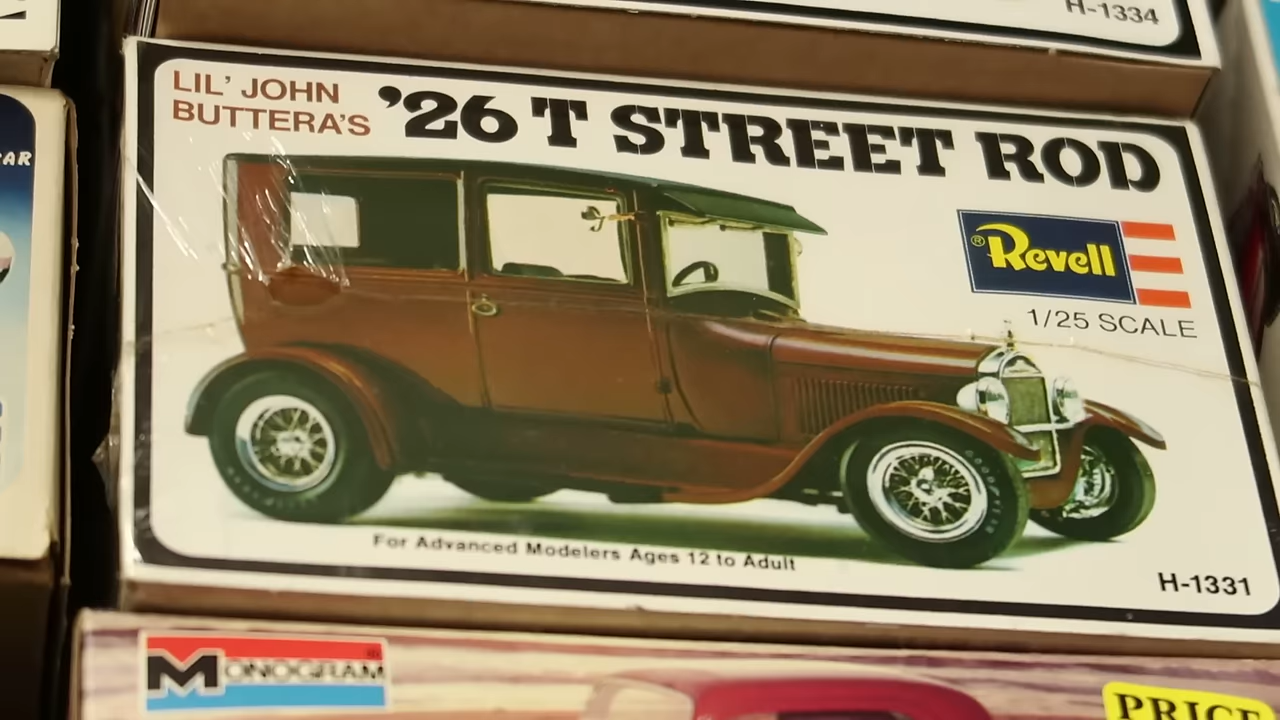 H-1334
LIL' JOHN
BUTTERA'S
'26 T STREET ROD
® Revell
1/25 SCALE
For Advanced Modelers Ages 12 to Adult
H-1331
MONOGRAM ®
PRICE